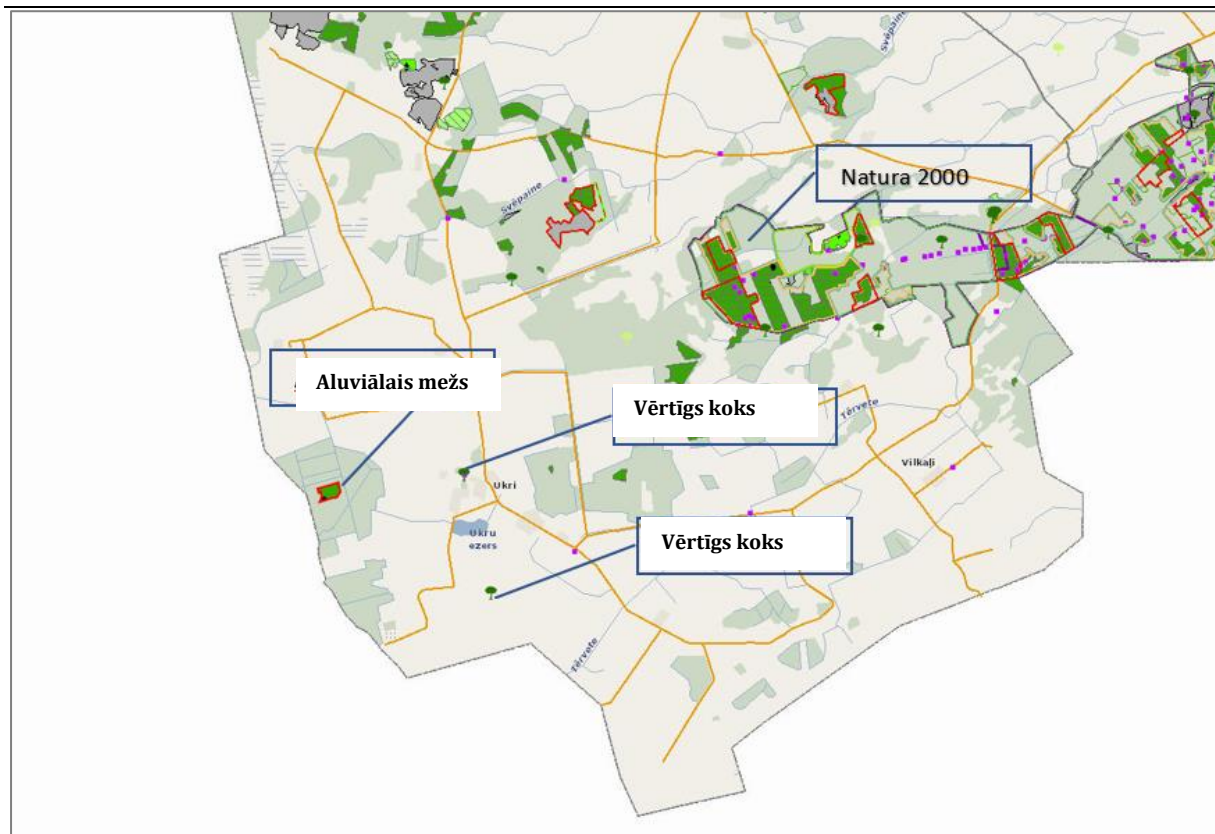 Svēpaine
Natura 2000
Svēpaine
Aluviālais mežs
Vērtīgs koks
Tērvete
Vilkaļi
Ukri
Ukru
ezers
Vērtīgs koks
Tērvete